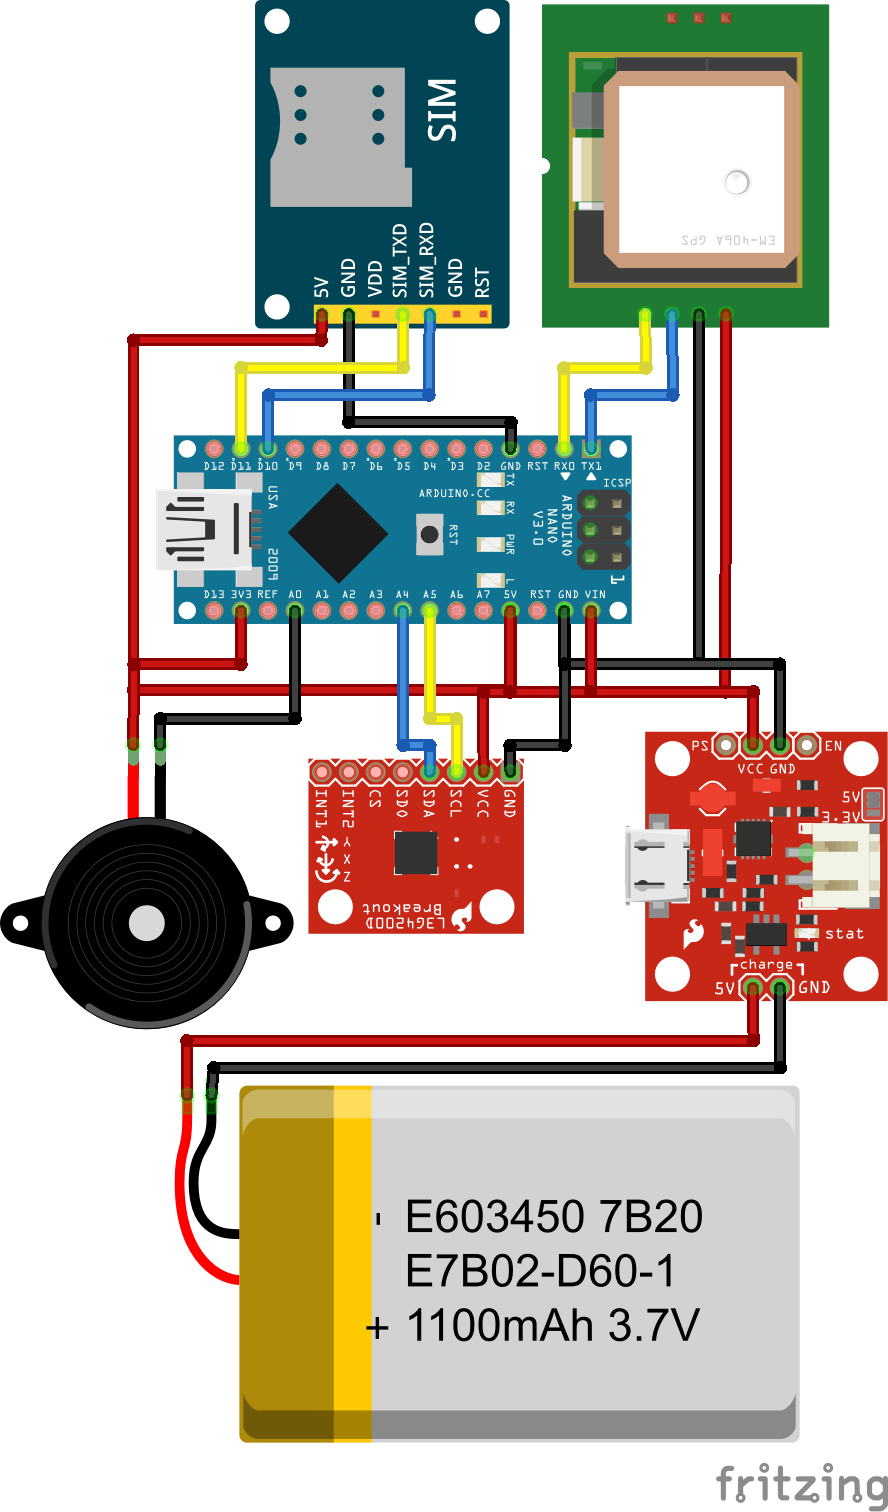 SIM
5V
GND
VDD
SIM_TXD
SIM_RXD
GND
RST
EM-406A GPS
D12 D11 D10 D9 D8 D7 D6 D5 D4 D3 D2 GND RST RX0 TX1
USA
2009
ARDUINO.CC
RST
TX
RX
PWR
L
ARDUINO
NANO
V3.0
ICSP
1
D13 3V3 REF A0 A1 A2 A3 A4 A5 A6 A7 5V RST GND VIN
INT1
INT2
CS
SDO
SDA
SCL
VCC
GND
Y
X
Z
L3G4200D
Breakout
PS
EN
VCC GND
5V
3.3V
stat
charge
5V
GND
- E603450 7B20
E7B02-D60-1
+ 1100mAh 3.7V
fritzing